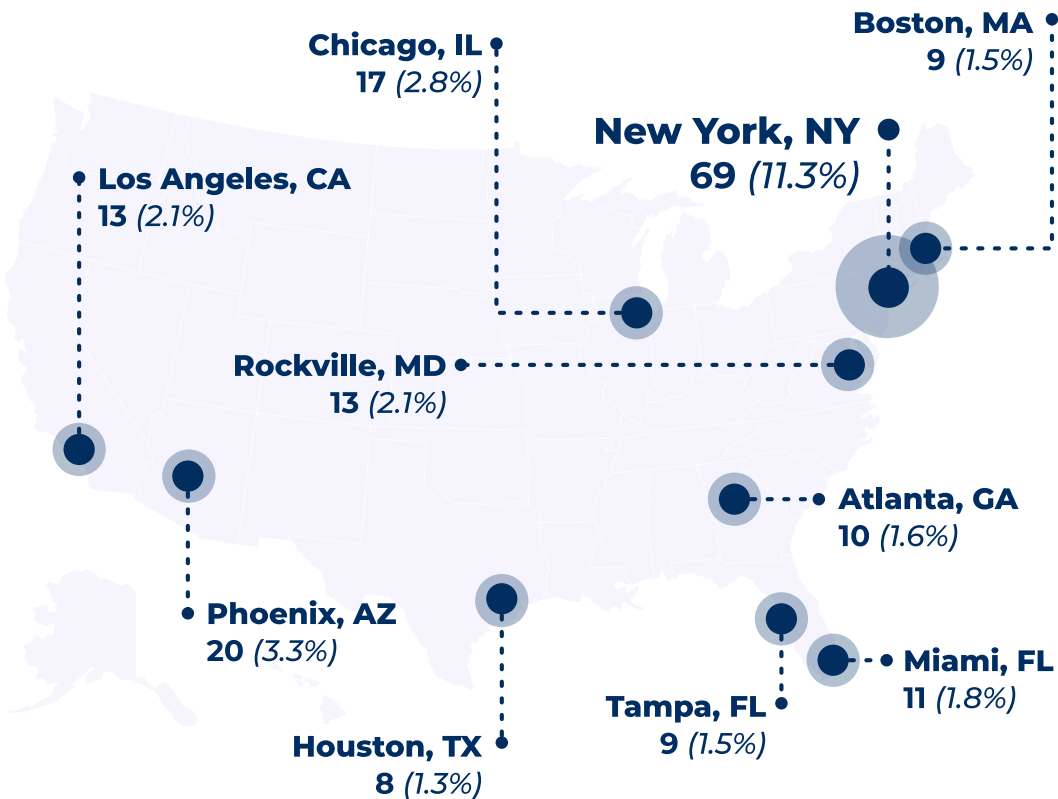 Boston, MA
9 (1.5%)
Chicago, IL
17 (2.8%)
New York, NY
69 (11.3%)
Los Angeles, CA
13 (2.1%)
Rockville, MD
13 (2.1%)
Atlanta, GA
10 (1.6%)
Phoenix, AZ
20 (3.3%)
Miami, FL
11 (1.8%)
Tampa, FL
9 (1.5%)
Houston, TX
8 (1.3%)